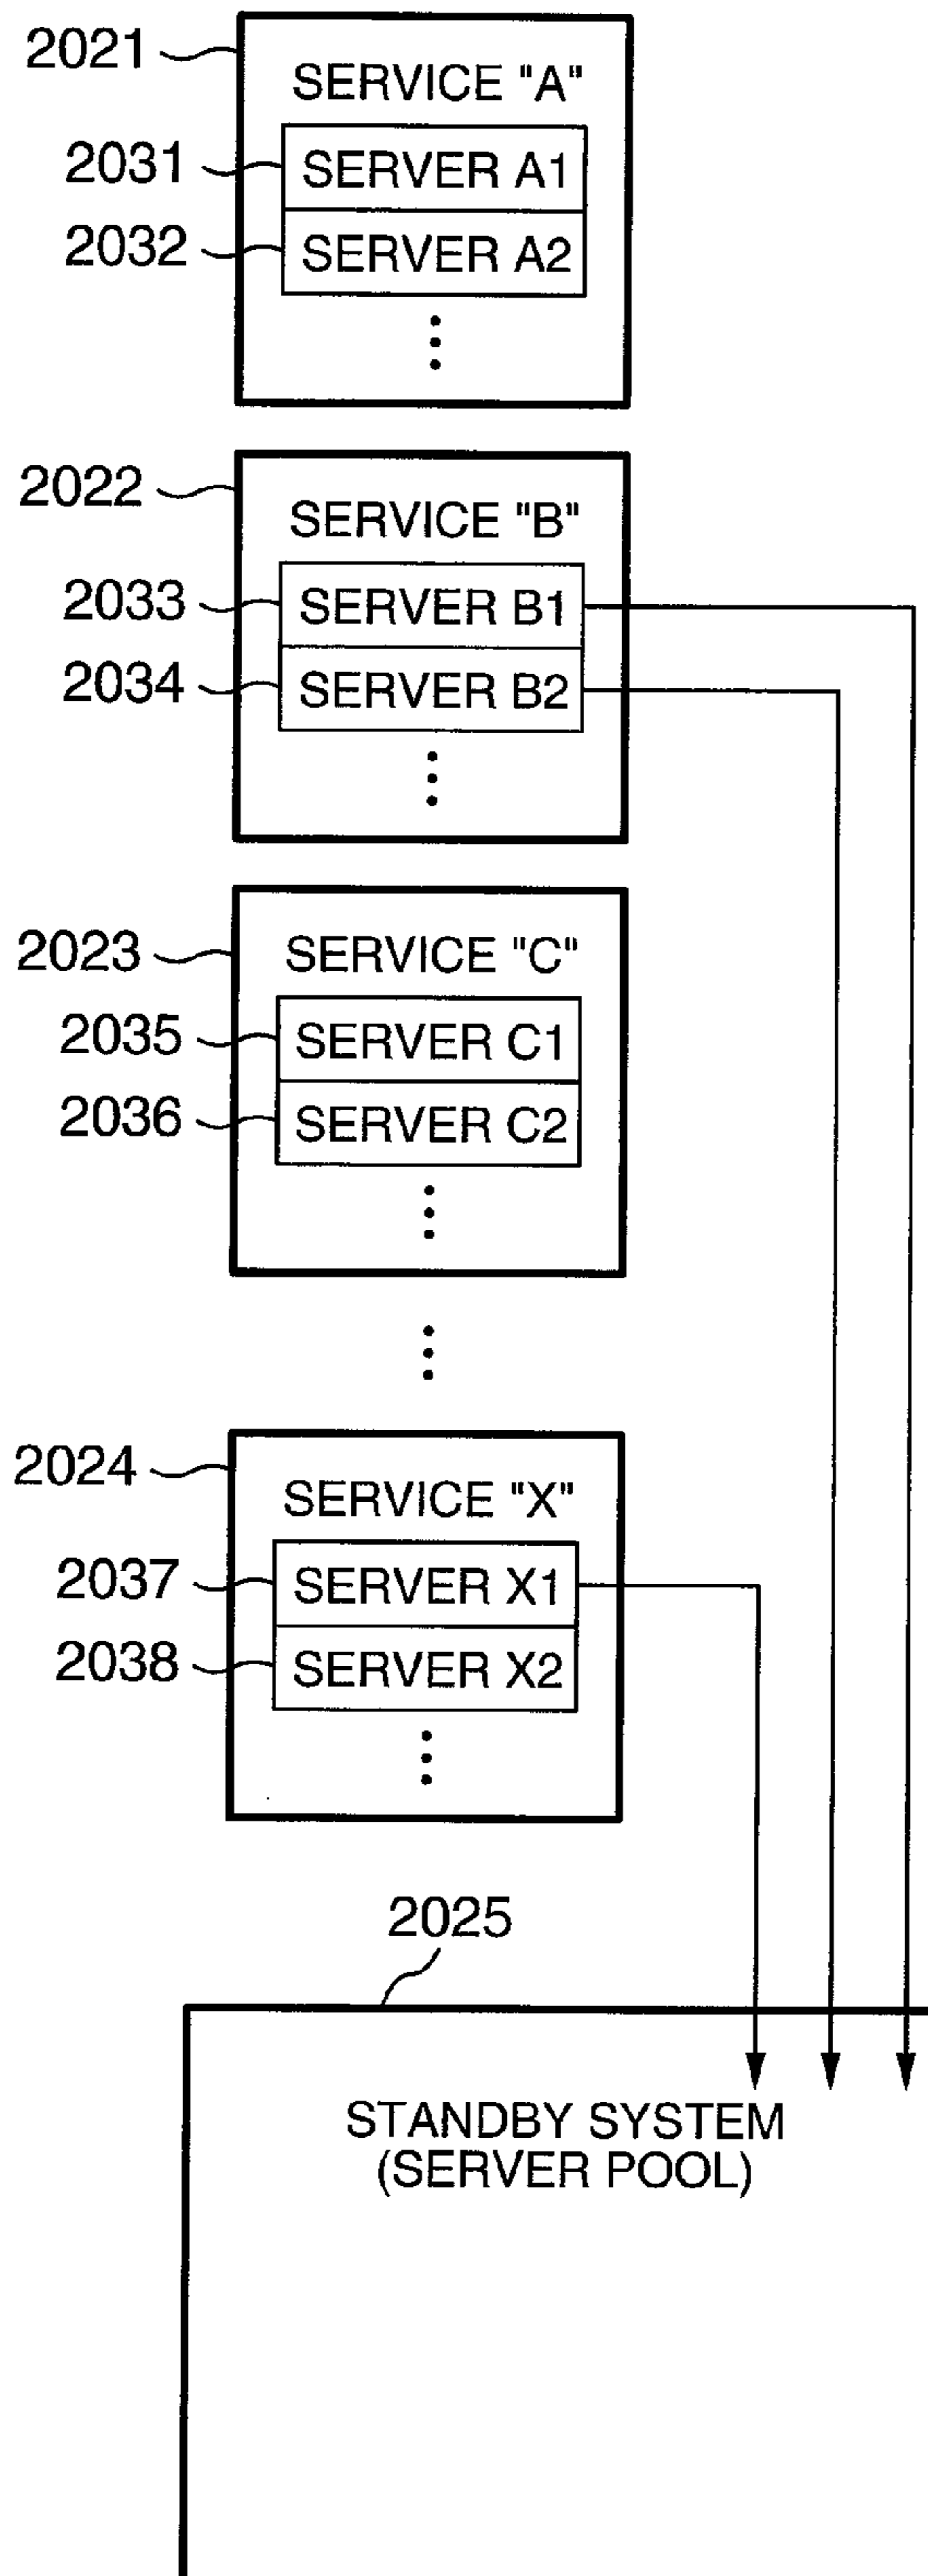 2021
SERVICE "A"
2031
SERVER A1
2032
SERVER A2
2022
SERVICE "B"
2033
SERVER B1
2034
SERVER B2
2023
SERVICE "C"
2035
SERVER C1
2036
SERVER C2
2024
SERVICE "X"
2037
SERVER X1
2038
SERVER X2
2025
STANDBY SYSTEM
(SERVER POOL)